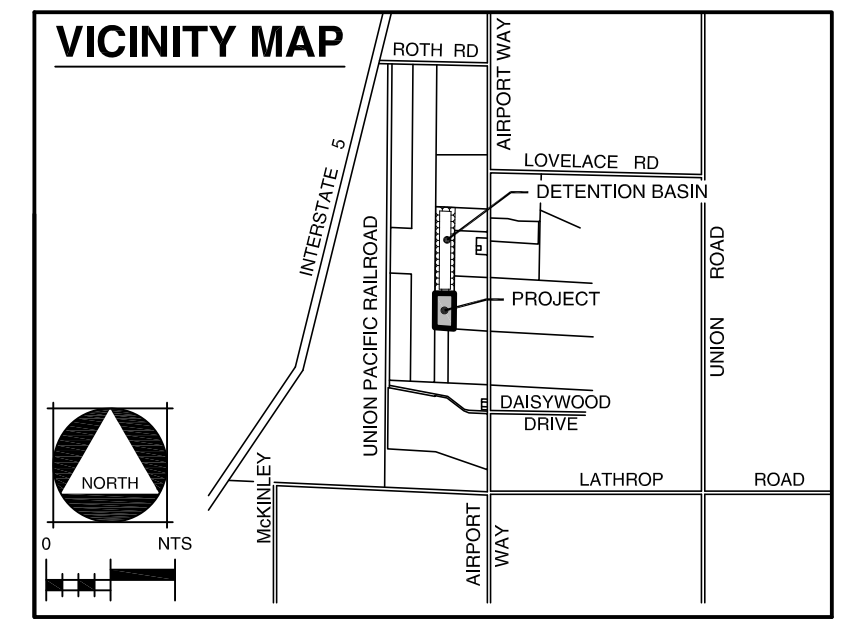 VICINITY MAP
ROTH RD
AIRPORT WAY
INTERSTATE 5
LOVELACE RD
DETENTION BASIN
UNION PACIFIC RAILROAD
UNION ROAD
PROJECT
DAISYWOOD
DRIVE
NORTH
McKINLEY
LATHROP ROAD
0 NTS
AIRPORT
WAY